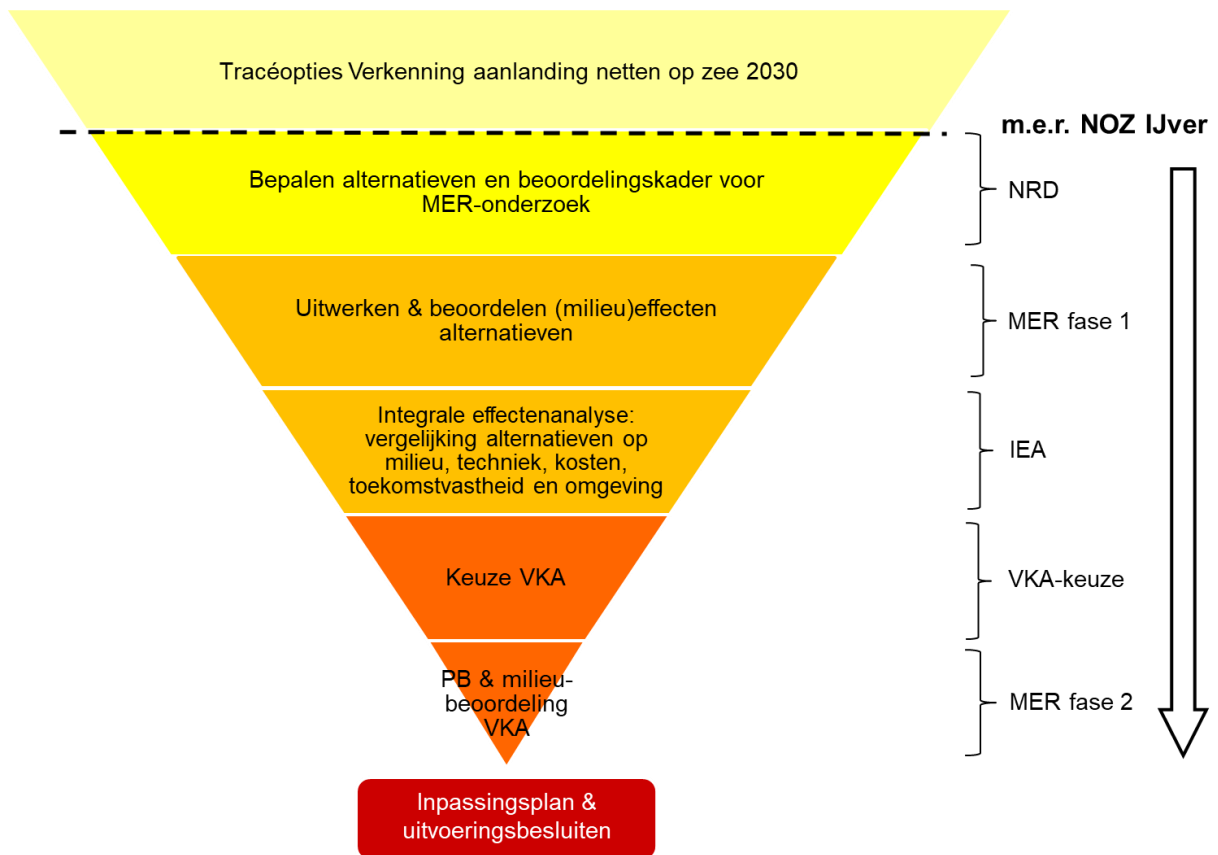 Tracéopties Verkenning aanlanding netten op zee 2030
m.e.r. NOZ IJver
Bepalen alternatieven en beoordelingskader voor
MER-onderzoek
NRD
Uitwerken & beoordelen (milieu)effecten
alternatieven
MER fase 1
Integrale effectenanalyse:
vergelijking alternatieven op
milieu, techniek, kosten,
toekomstvastheid en omgeving
IEA
Keuze VKA
VKA-keuze
PB & milieu-
beoordeling
VKA
MER fase 2
Inpassingsplan &
uitvoeringsbesluiten